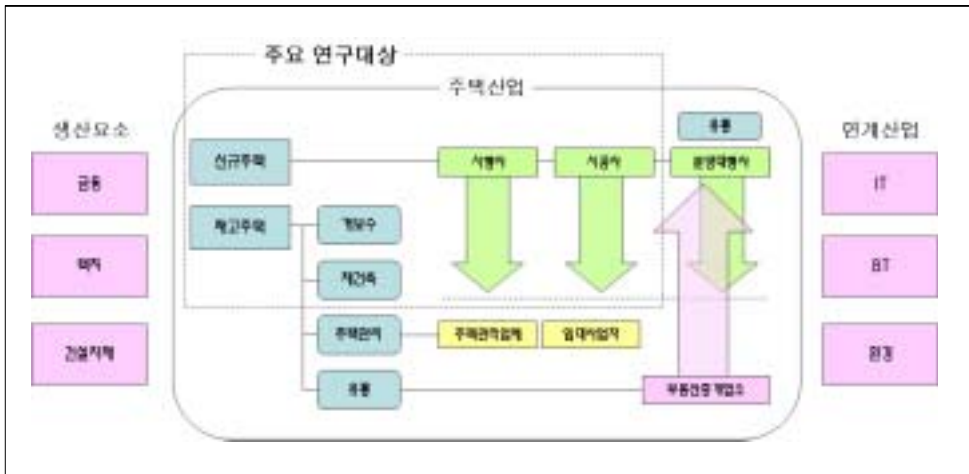 주요 연구대상
주택산업
생산요소
연계산업
유통
신규주택
시행사
시공사
분양대행사
금융
IT
재고주택
개보수
택지
재건축
BT
주택관리
주택관리업체
임대사업자
건설자재
환경
유통
부동산중개업소